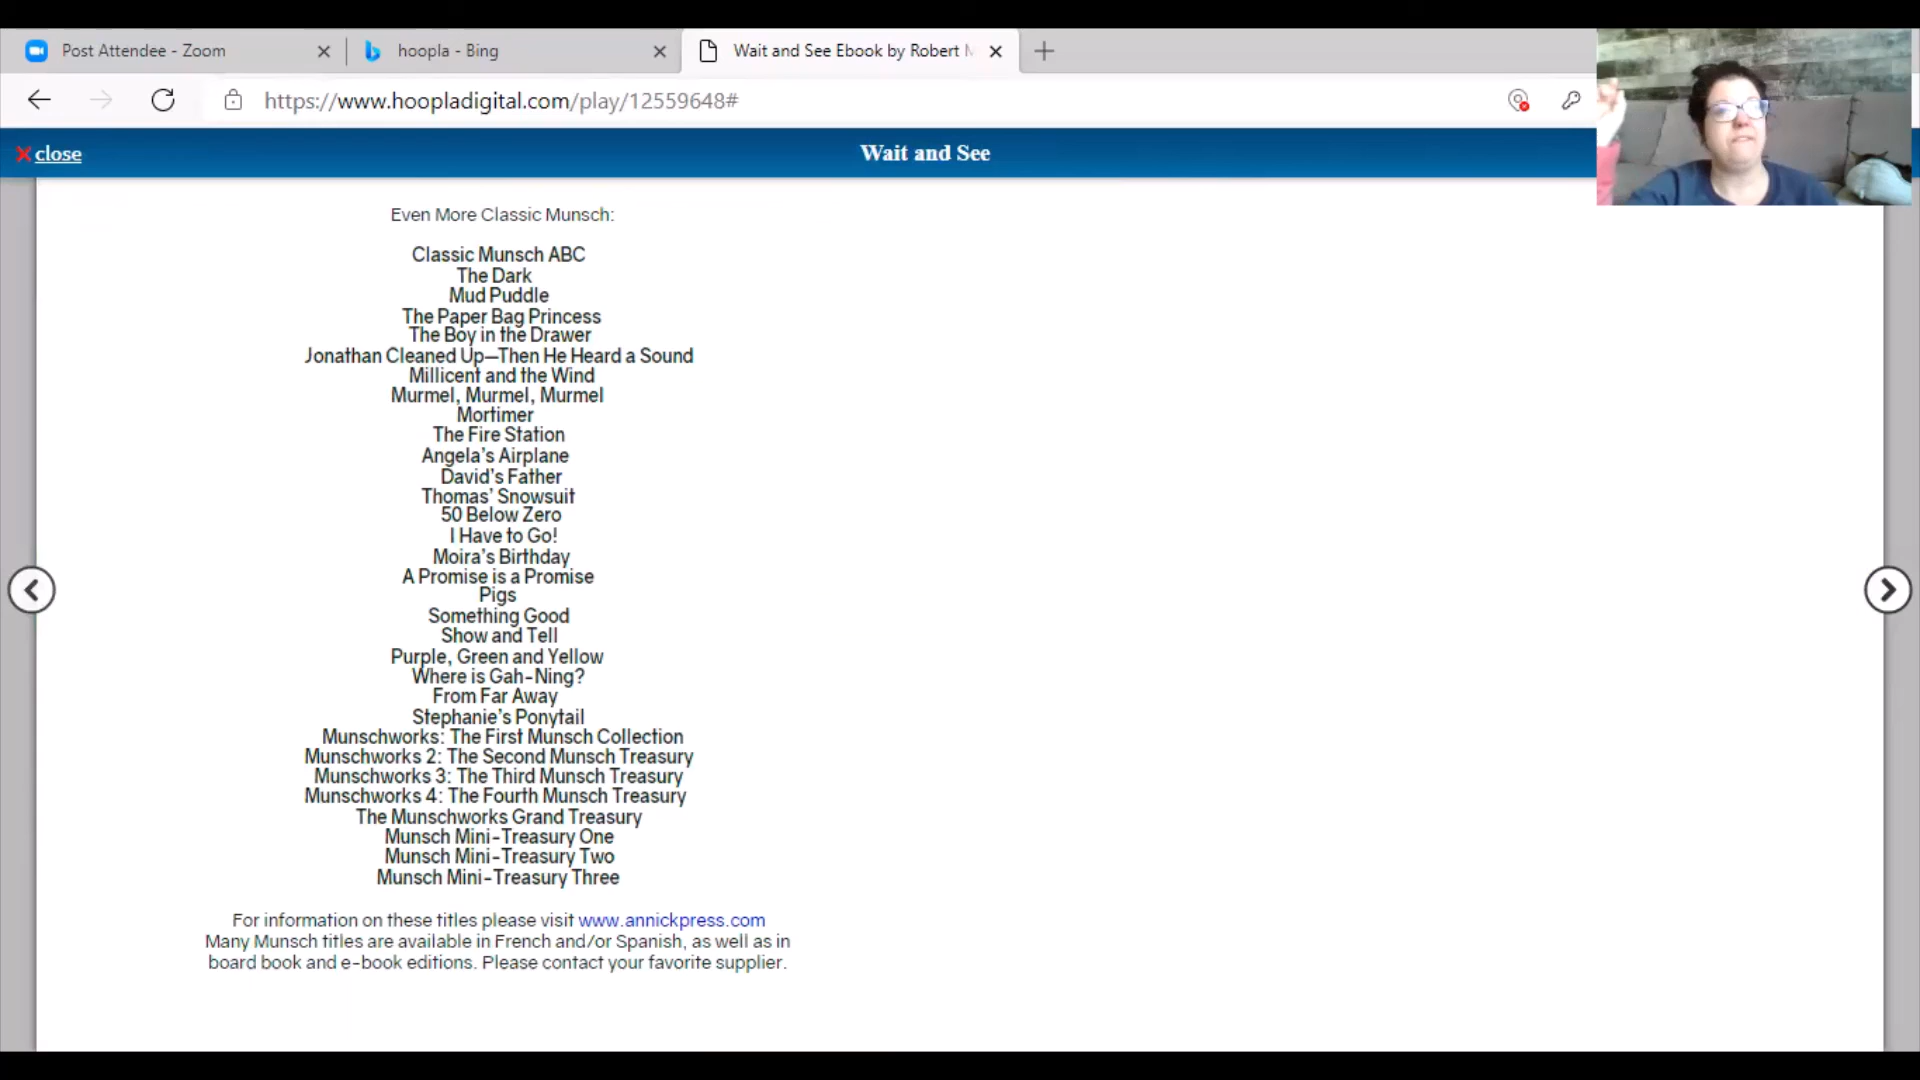 Post Attendee - Zoom
hoopla - Bing
Wait and See Ebook by Robert
https://www.hoopladigital.com/play/12559648#
close
Wait and See
Even More Classic Munsch:
Classic Munsch ABC
The Dark
Mud Puddle
The Paper Bag Princess
The Boy in the Drawer
Jonathan Cleaned Up—Then He Heard a Sound
Millicent and the Wind
Murmel, Murmel, Murmel
Mortimer
The Fire Station
Angela's Airplane
David's Father
Thomas' Snowsuit
50 Below Zero
I Have to Go!
Moira's Birthday
A Promise is a Promise
Pigs
Something Good
Show and Tell
Purple, Green and Yellow
Where is Gah-Ning?
From Far Away
Stephanie's Ponytail
Munschworks: The First Munsch Collection
Munschworks 2: The Second Munsch Treasury
Munschworks 3: The Third Munsch Treasury
Munschworks 4: The Fourth Munsch Treasury
The Munschworks Grand Treasury
Munsch Mini-Treasury One
Munsch Mini-Treasury Two
Munsch Mini-Treasury Three
For information on these titles please visit www.annickpress.com
Many Munsch titles are available in French and/or Spanish, as well as in
board book and e-book editions. Please contact your favorite supplier.